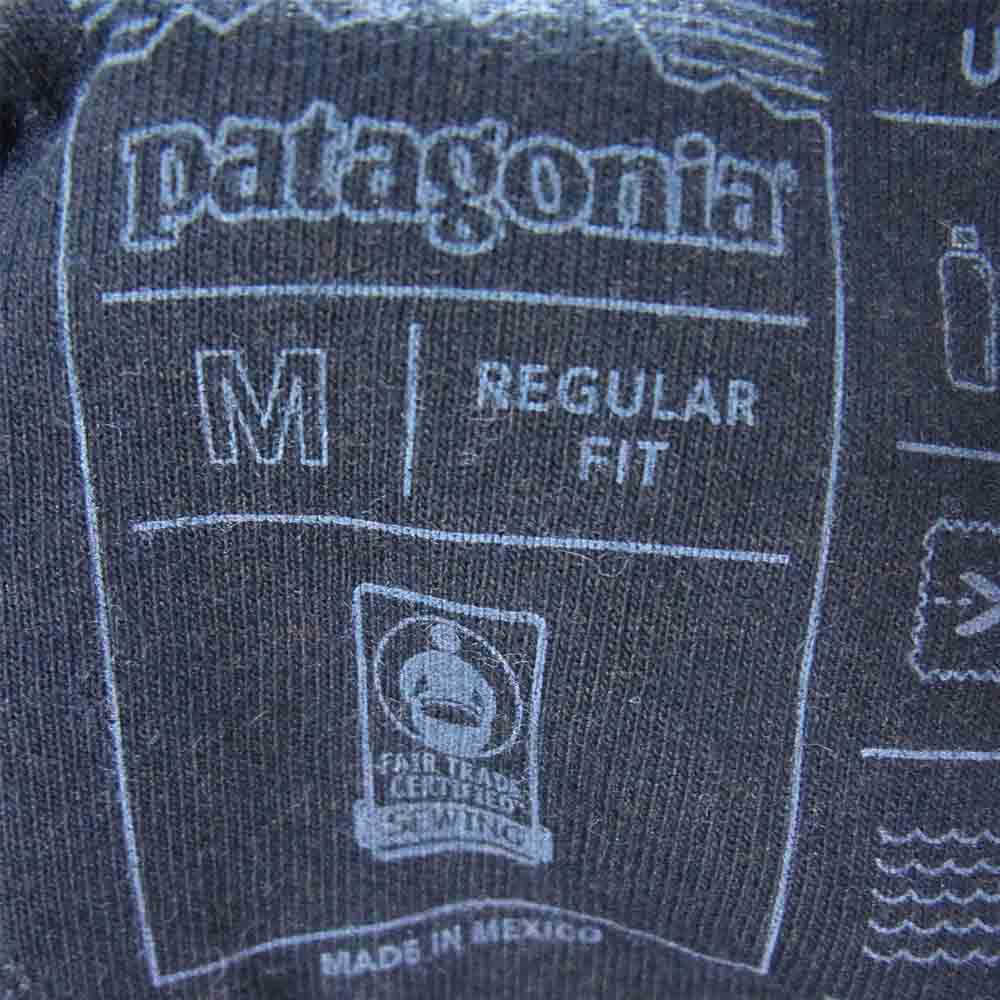 patagonia®
M
REGULAR
FIT
FAIR TRADE
CERTIFIED
SEWING
MADE IN MEXICO
U